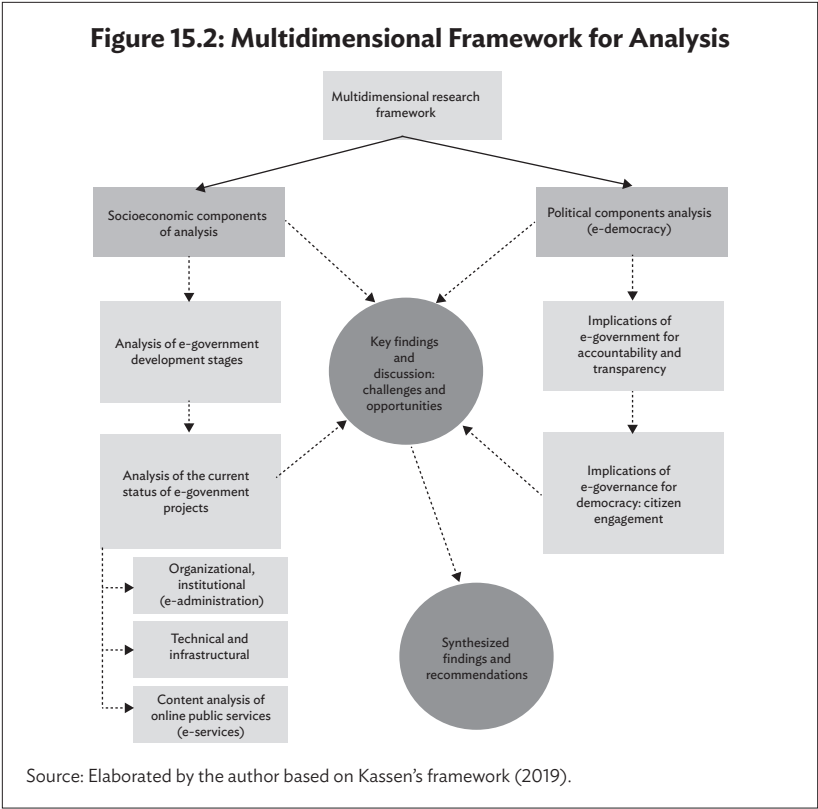 Figure 15.2: Multidimensional Framework for Analysis
Multidimensional research
framework
Socioeconomic components
of analysis
Political components analysis
(e-democracy)
Analysis of e-government
development stages
Key findings
and
discussion:
challenges and
opportunities
Implications of
e-government for
accountability and
transparency
Analysis of the current
status of e-govenment
projects
Implications of
e-governance for
democracy: citizen
engagement
Organizational,
institutional
(e-administration)
Technical and
infrastructural
Content analysis of
online public services
(e-services)
Synthesized
findings and
recommendations
Source: Elaborated by the author based on Kassen’s framework (2019).